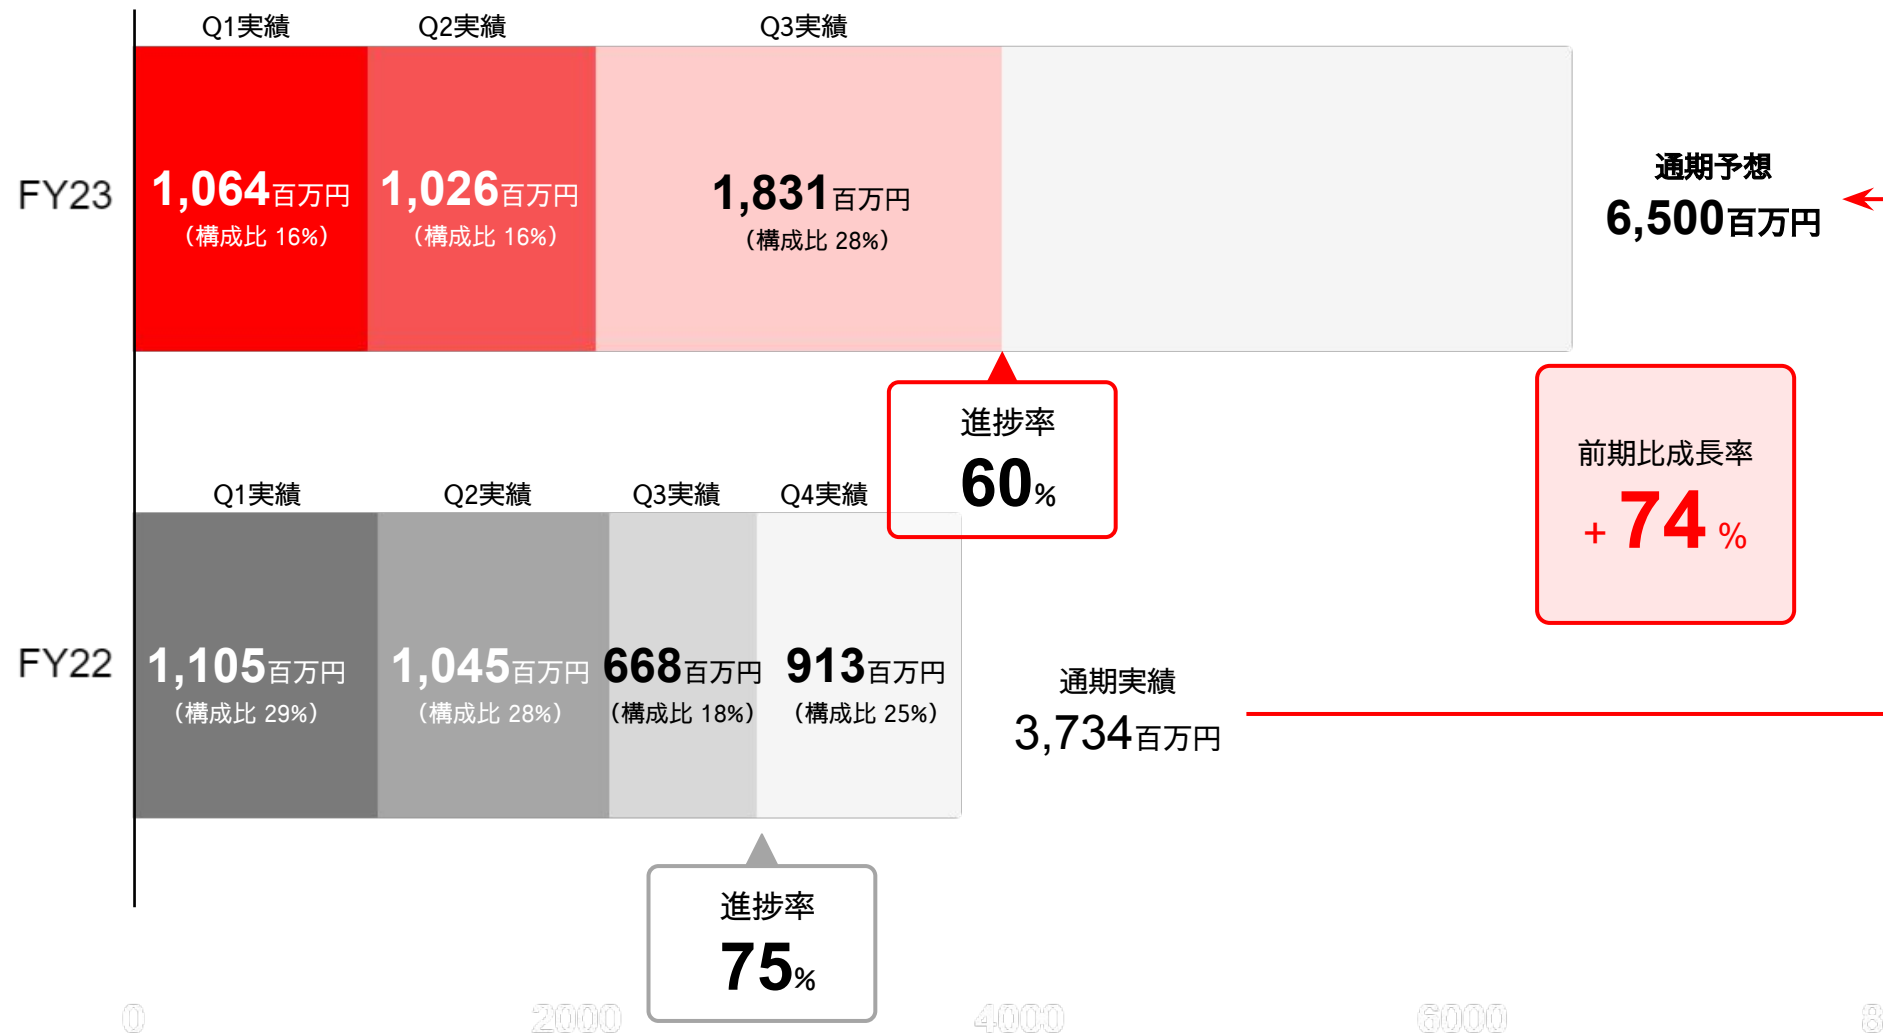 Q1実績 Q2実績 Q3実績
FY23
1,064百万円
（構成比 16%）
1,026百万円
（構成比 16%）
1,831百万円
（構成比 28%）
通期予想
6,500百万円
進捗率
60%
前期比成長率
+ 74 %
Q1実績 Q2実績 Q3実績 Q4実績
FY22
1,105百万円
（構成比 29%）
1,045百万円
（構成比 28%）
668百万円
（構成比 18%）
913百万円
（構成比 25%）
通期実績
3,734百万円
進捗率
75%
0 2000 4000 6000 8